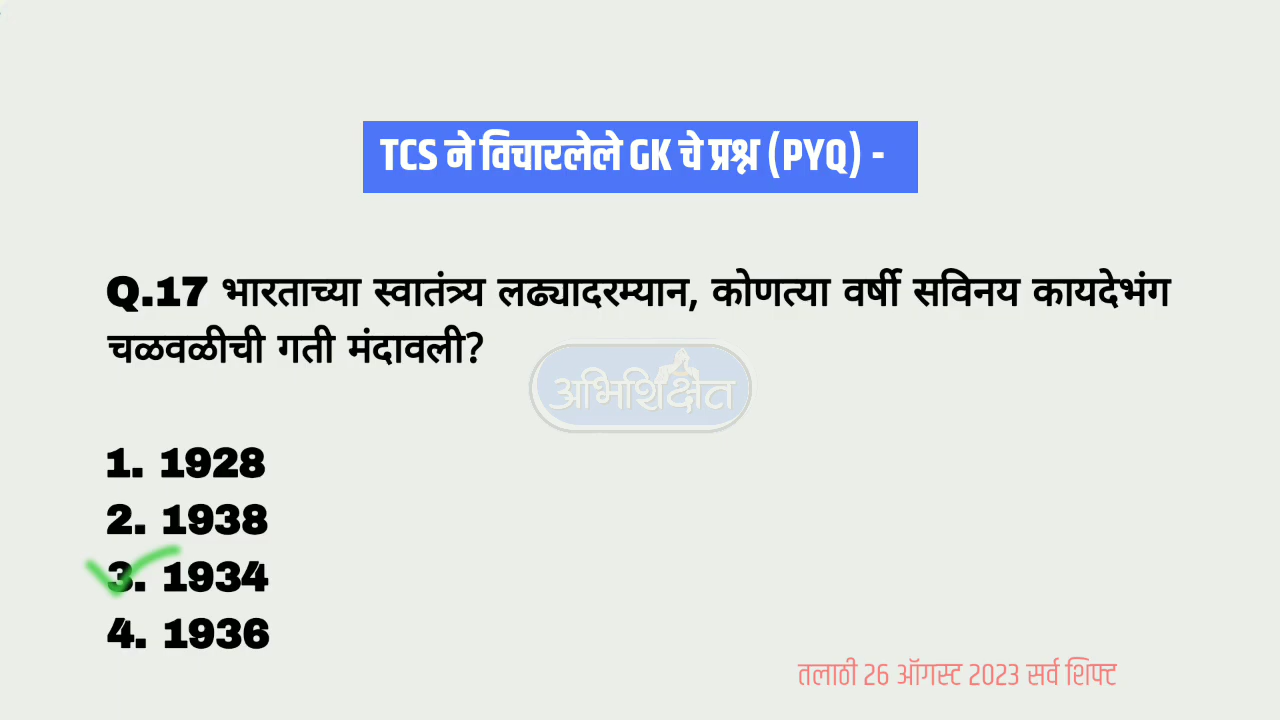 TCS ने विचारलेले GK चे प्रश्न (PYQ) -
Q.17 भारताच्या स्वातंत्र्य लढ्यादरम्यान, कोणत्या वर्षी सविनय कायदेभंग
चळवळीची गती मंदावली?
अभिशिक्षेत
1. 1928
2. 1938
3. 1934
4. 1936
तलाठी 26 ऑगस्ट 2023 सर्व शिफ्ट